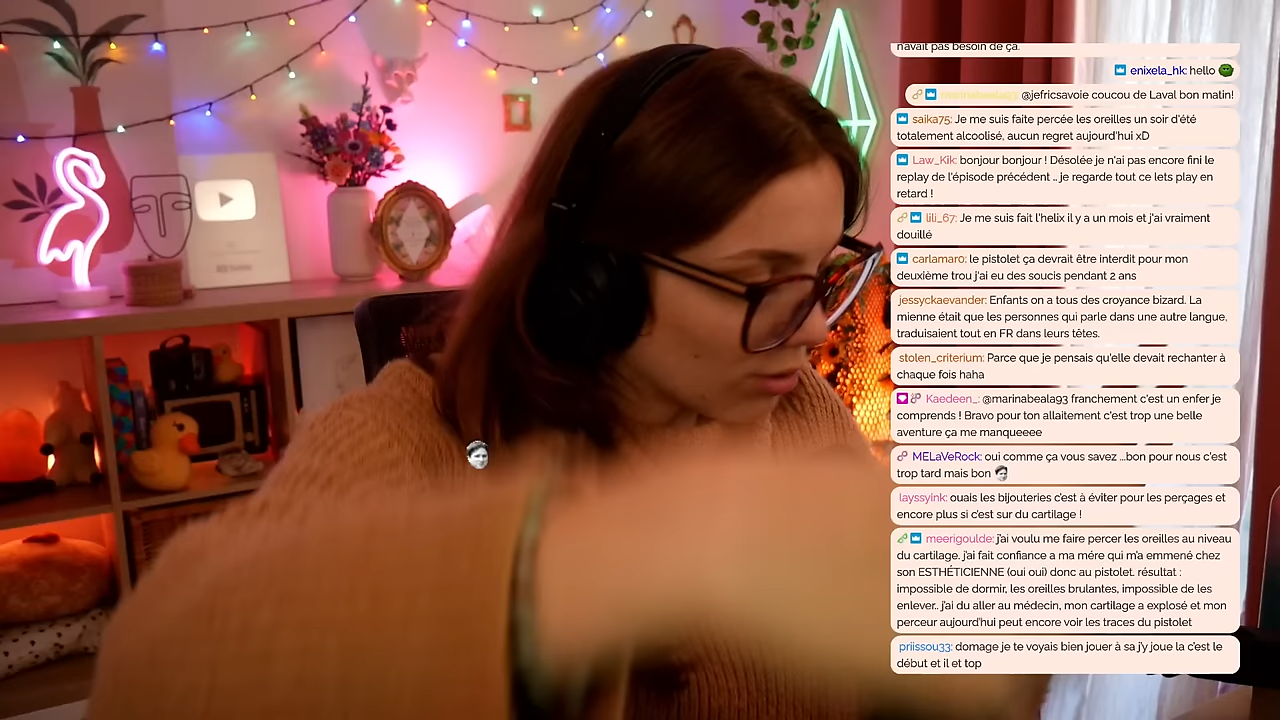 n'avait pas besoin de ça.
enixela_hk: hello
marinabeala93: @jefricsavoie coucou de Laval bon matin!
saika75: Je me suis faite percée les oreilles un soir d'été
totalement alcoolisé, aucun regret aujourd'hui xD
Law_Kik: bonjour bonjour ! Désolée je n'ai pas encore fini le
replay de l'épisode précédent .. je regarde tout ce lets play en
retard !
lili_67: Je me suis fait l'helix il y a un mois et j'ai vraiment
douillé
carlamaro: le pistolet ça devrait être interdit pour mon
deuxième trou j'ai eu des soucis pendant 2 ans
jessyckaevander: Enfants on a tous des croyance bizard. La
mienne était que les personnes qui parle dans une autre langue,
traduisaient tout en FR dans leurs têtes.
stolen_criterium: Parce que je pensais qu'elle devait rechanter à
chaque fois haha
Kaedeen_: @marinabeala93 franchement c'est un enfer je
comprends ! Bravo pour ton allaitement c'est trop une belle
aventure ça me manqueeee
MELaVeRock: oui comme ça vous savez ...bon pour nous c'est
trop tard mais bon
layssyink: ouais les bijouteries c'est à éviter pour les perçages et
encore plus si c'est sur du cartilage !
meerigoulde: j'ai voulu me faire percer les oreilles au niveau
du cartilage. j'ai fait confiance a ma mére qui m'a emmené chez
son ESTHÉTICIENNE (oui oui) donc au pistolet. résultat :
impossible de dormir, les oreilles brulantes, impossible de les
enlever.. j'ai du aller au médecin, mon cartilage a explosé et mon
perceur aujourd'hui peut encore voir les traces du pistolet
priissou33: domage je te voyais bien jouer à sa j'y joue la c'est le
début et il et top